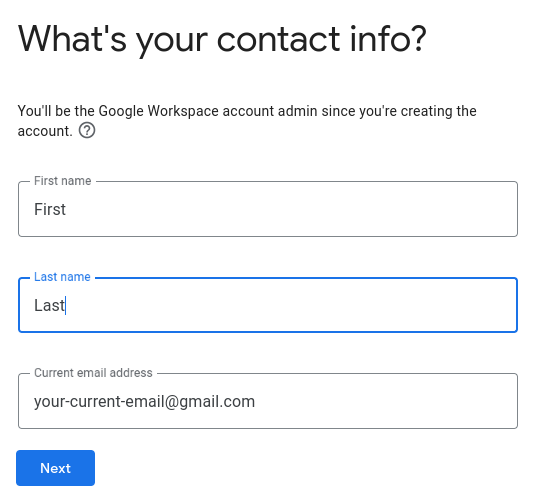 What's your contact info?
You'll be the Google Workspace account admin since you're creating the
account. ?
First name
First
Last name
Last
Current email address
your-current-email@gmail.com
Next